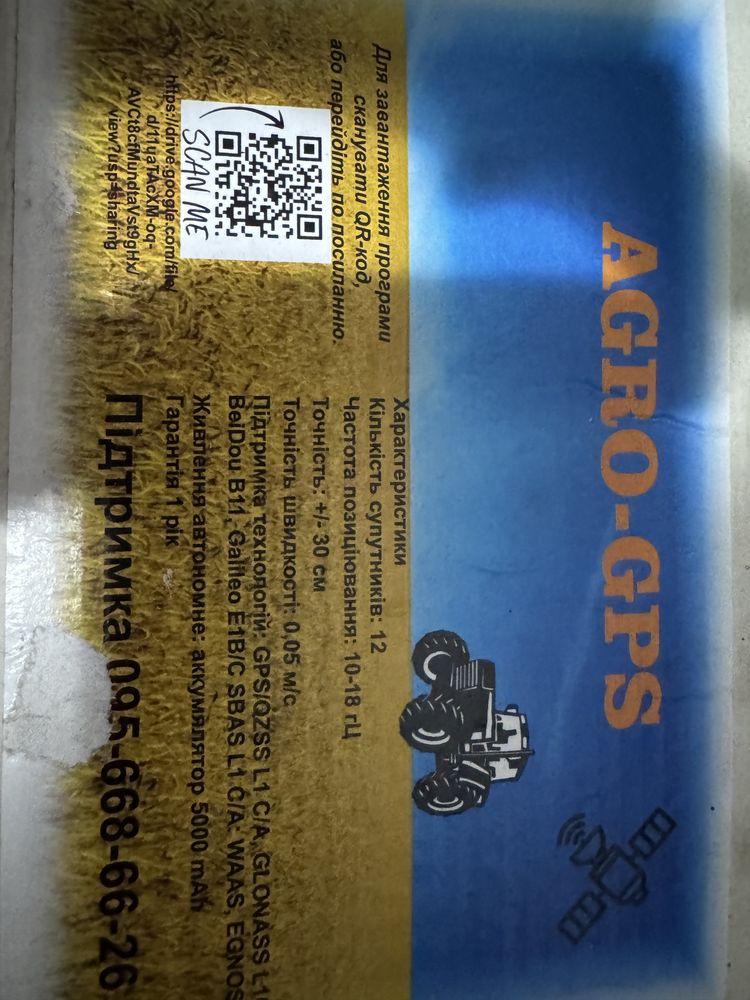 AGRO-GPS
Для завантаження програми
сканувати QR-код,
або перейдіть по посиланню.
SCAN ME
https://drive.google.com/file/
view?usp=sharing
Характеристики
Кількість супутників: 12
Частота позиціювання: 10-18 гЦ
Точність: +/- 30 см
Точність швидкості: 0,05 м/с
Підтримка технологій: GPS/QZSS L1 C/A, GLONASS
BeiDou B11, Galileo E1B/C SBAS L1 C/A: WAAS, EGNOS
Живлення автономне: аккумялятор 5000 mAh
Гарантія 1 рік
Підтримка 095-668-66-26